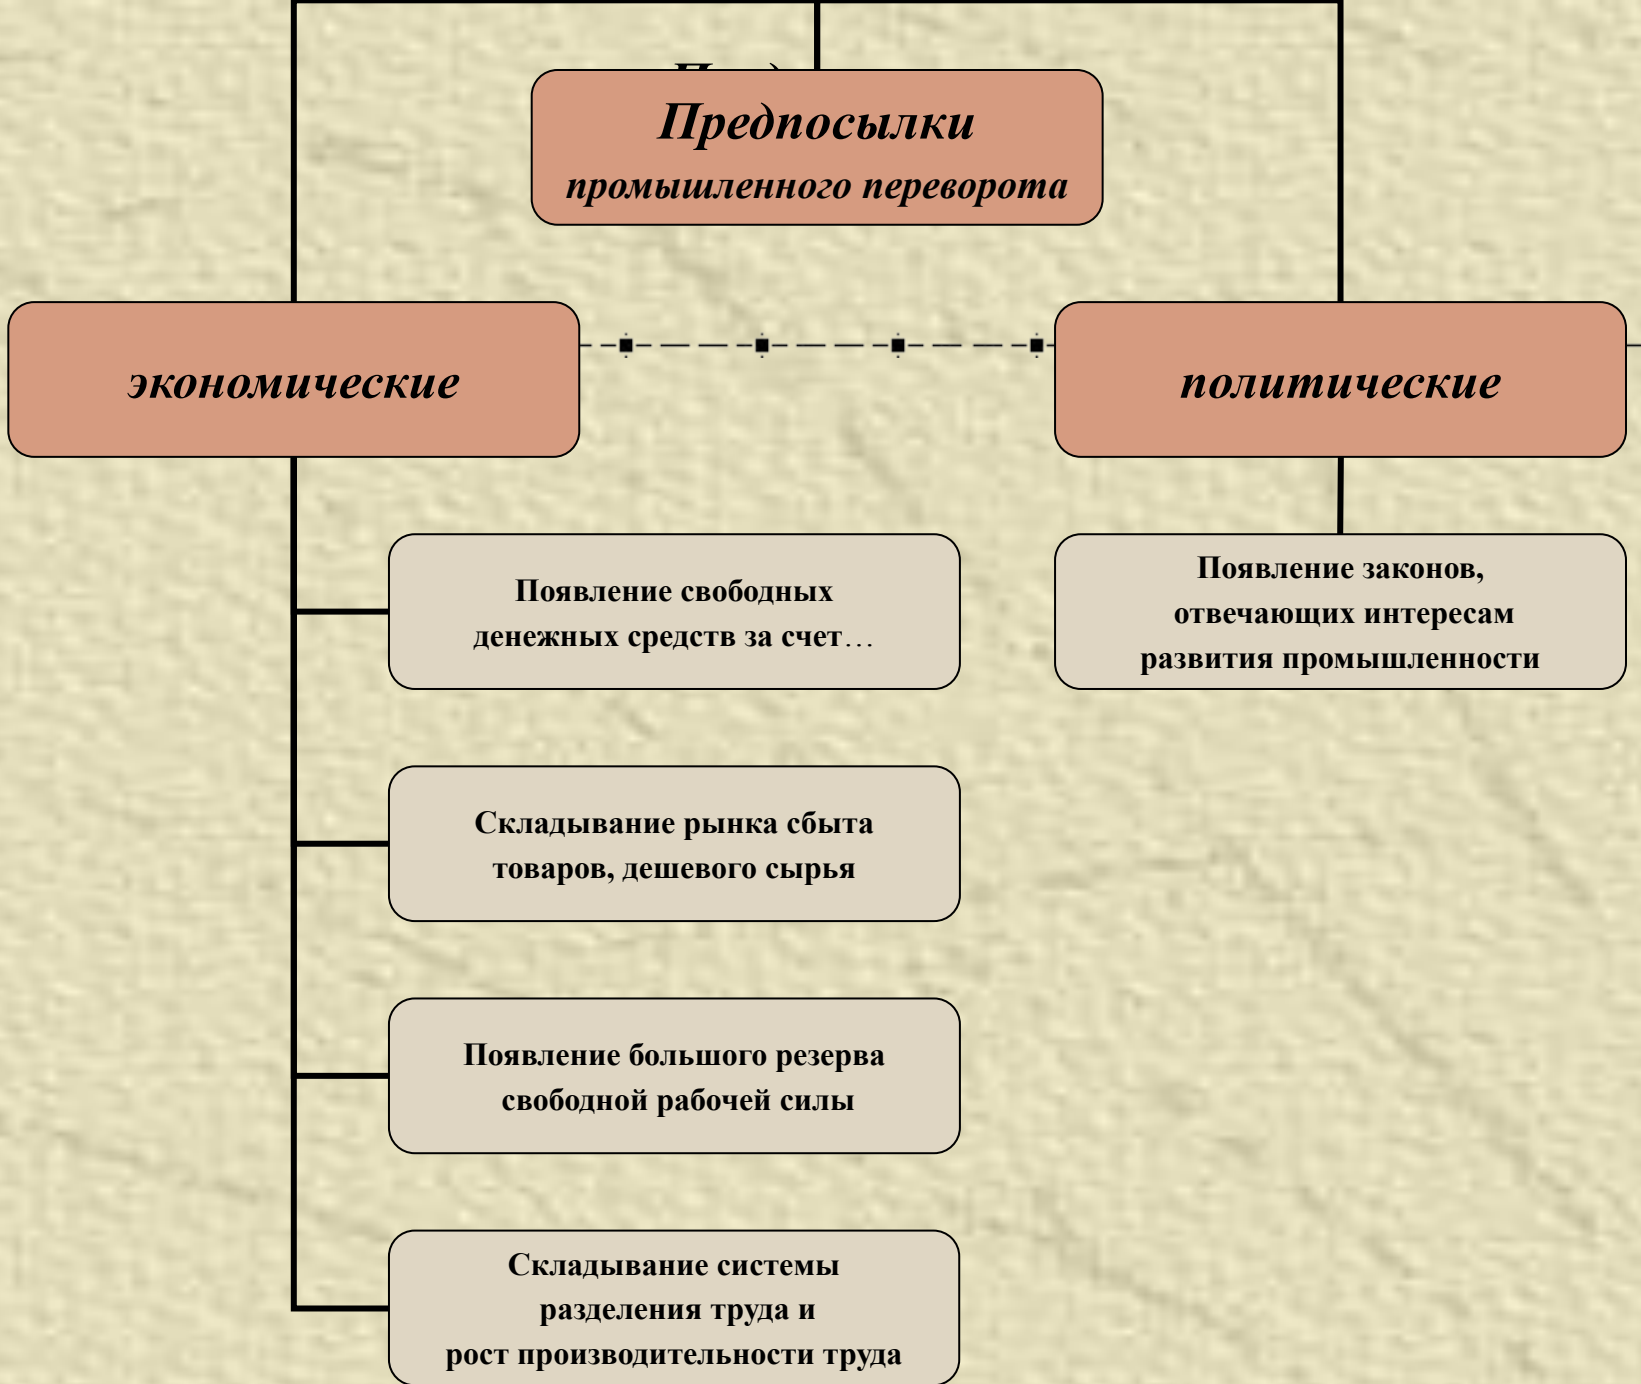 Предпосылки
промышленного переворота
экономические
политические
Появление свободных
денежных средств за счет…
Появление законов,
отвечающих интересам
развития промышленности
Складывание рынка сбыта
товаров, дешевого сырья
Появление большого резерва
свободной рабочей силы
Складывание системы
разделения труда и
рост производительности труда